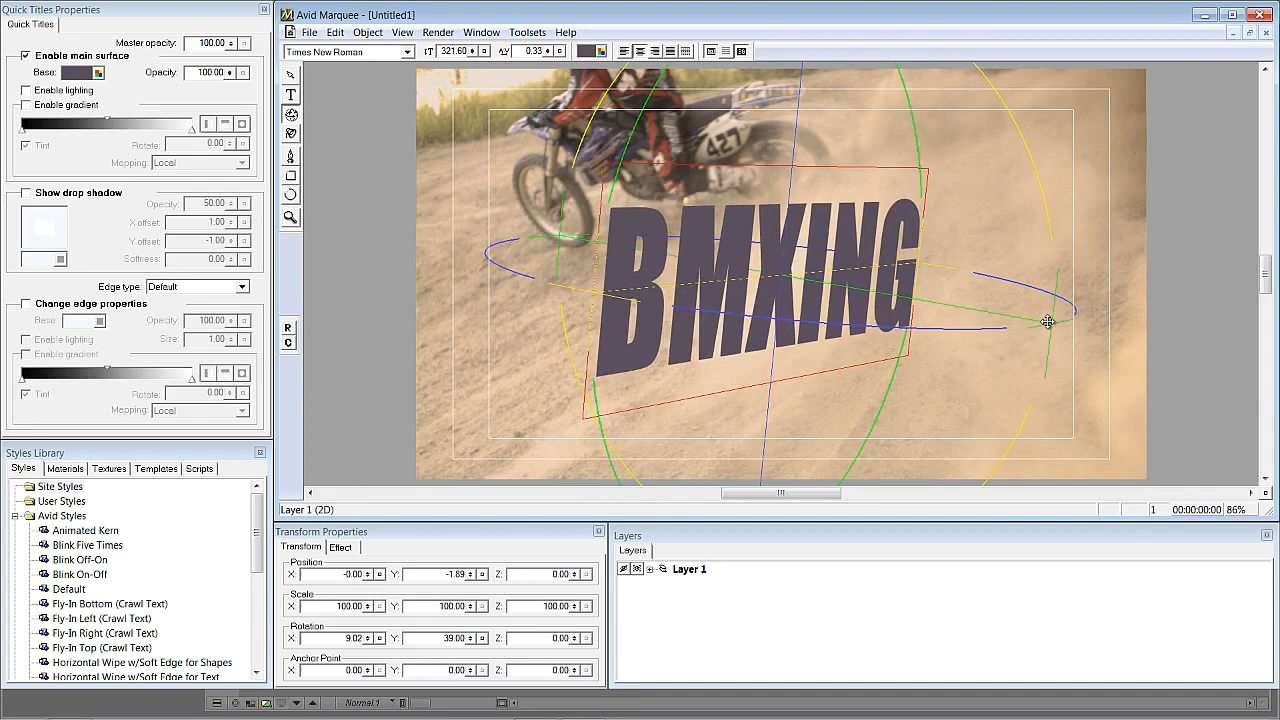 Quick Titles Properties
Quick Titles
Master opacity: 100.00
Enable main surface
Base: Opacity: 100.00
Enable lighting
Enable gradient
Tint Rotate: 0.00
Mapping: Local
Show drop shadow
Opacity: 50.00
X offset: 1.00
Y offset: -1.00
Softness: 0.00
Edge type: Default
Change edge properties
Base: Opacity: 100.00
Enable lighting Size: 1.00
Enable gradient
Tint Rotate: 0.00
Mapping: Local
Styles Library
Styles Materials Textures Templates Scripts
Site Styles
User Styles
Avid Styles
Animated Kern
Blink Five Times
Blink Off-On
Blink On-Off
Default
Fly-In Bottom (Crawl Text)
Fly-In Left (Crawl Text)
Fly-In Right (Crawl Text)
Fly-In Top (Crawl Text)
Horizontal Wipe w/Soft Edge for Shapes
Horizontal Wipe w/Soft Edge for Text
Avid Marquee - [Untitled1]
File Edit Object View Render Window Toolsets Help
Times New Roman 321.60 0.33
T
R
C
427
BMXING
Layer 1 (2D) 1 00:00:00:00 86%
Transform Properties
Transform Effect
Position
X: -0.00 Y: -1.89 Z: 0.00
Scale
X: 100.00 Y: 100.00 Z: 100.00
Rotation
X: 9.02 Y: 39.00 Z: 0.00
Anchor Point
X: 0.00 Y: 0.00 Z: 0.00
Layers
Layers
Layer 1
Normal.1